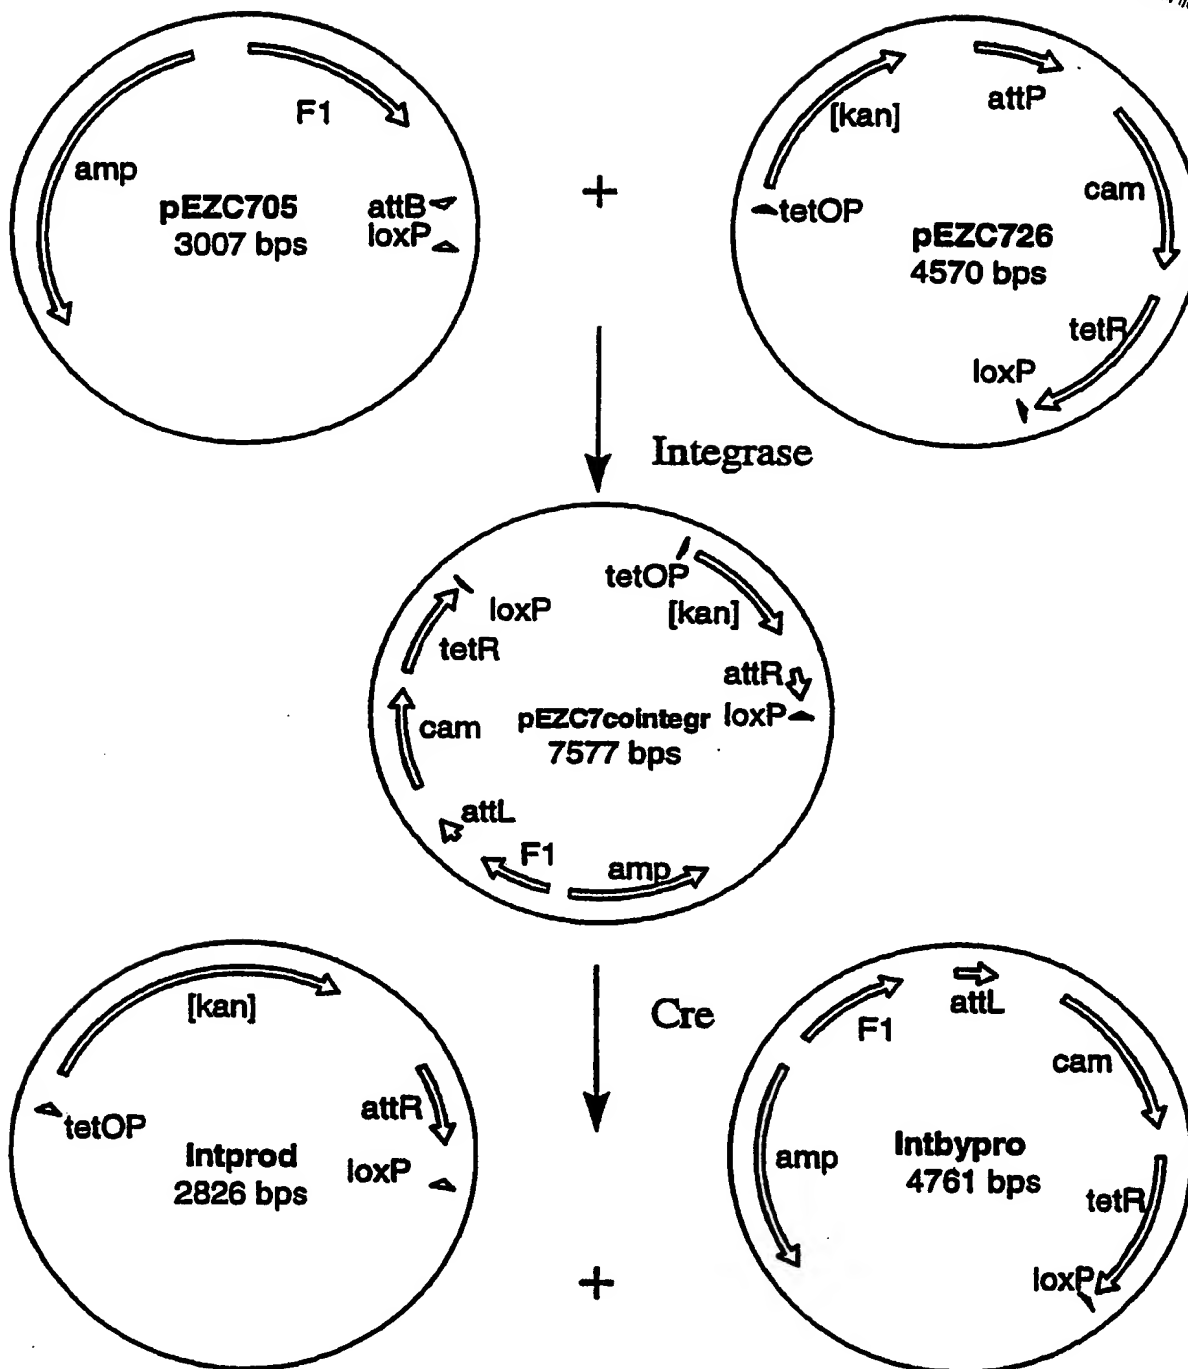 F1
amp
pEZC705
3007 bps
attB
loxP
+
[kan]
attP
cam
tetOP
pEZC726
4570 bps
tetR
loxP
Integrase
tetOP
[kan]
loxP
tetR
attR
cam
pEZC7cointegr
7577 bps
loxP
attL
F1
amp
Cre
[kan]
tetOP
attR
Intprod
2826 bps
loxP
+
F1
attL
cam
amp
Intbypro
4761 bps
tetR
loxP